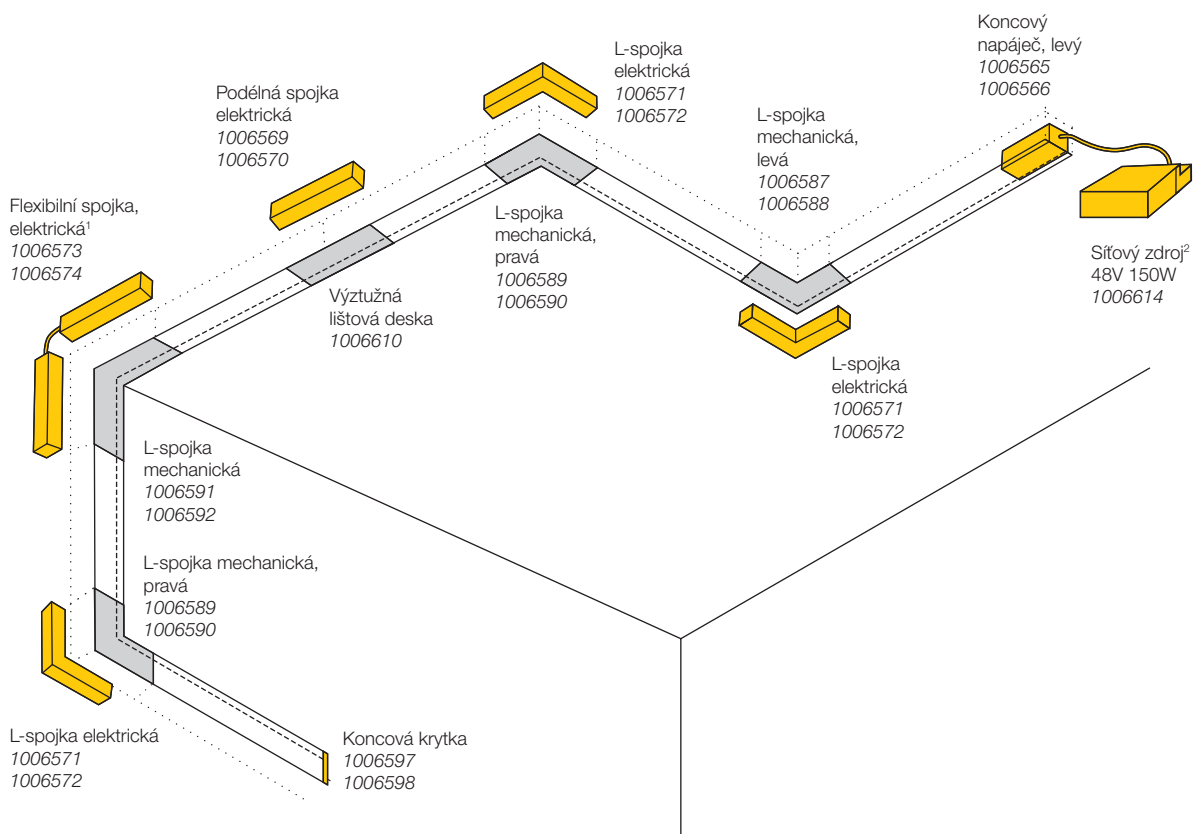 Koncový
napáječ, levý
1006565
1006566
L-spojka
elektrická
1006571
1006572
Podélná spojka
elektrická
1006569
1006570
L-spojka
mechanická,
levá
1006587
1006588
Flexibilní spojka,
elektrická¹
1006573
1006574
L-spojka
mechanická,
pravá
1006589
1006590
Síťový zdroj²
48V 150W
1006614
Výztužná
lištová deska
1006610
L-spojka
elektrická
1006571
1006572
L-spojka
mechanická
1006591
1006592
L-spojka mechanická,
pravá
1006589
1006590
L-spojka elektrická
1006571
1006572
Koncová krytka
1006597
1006598